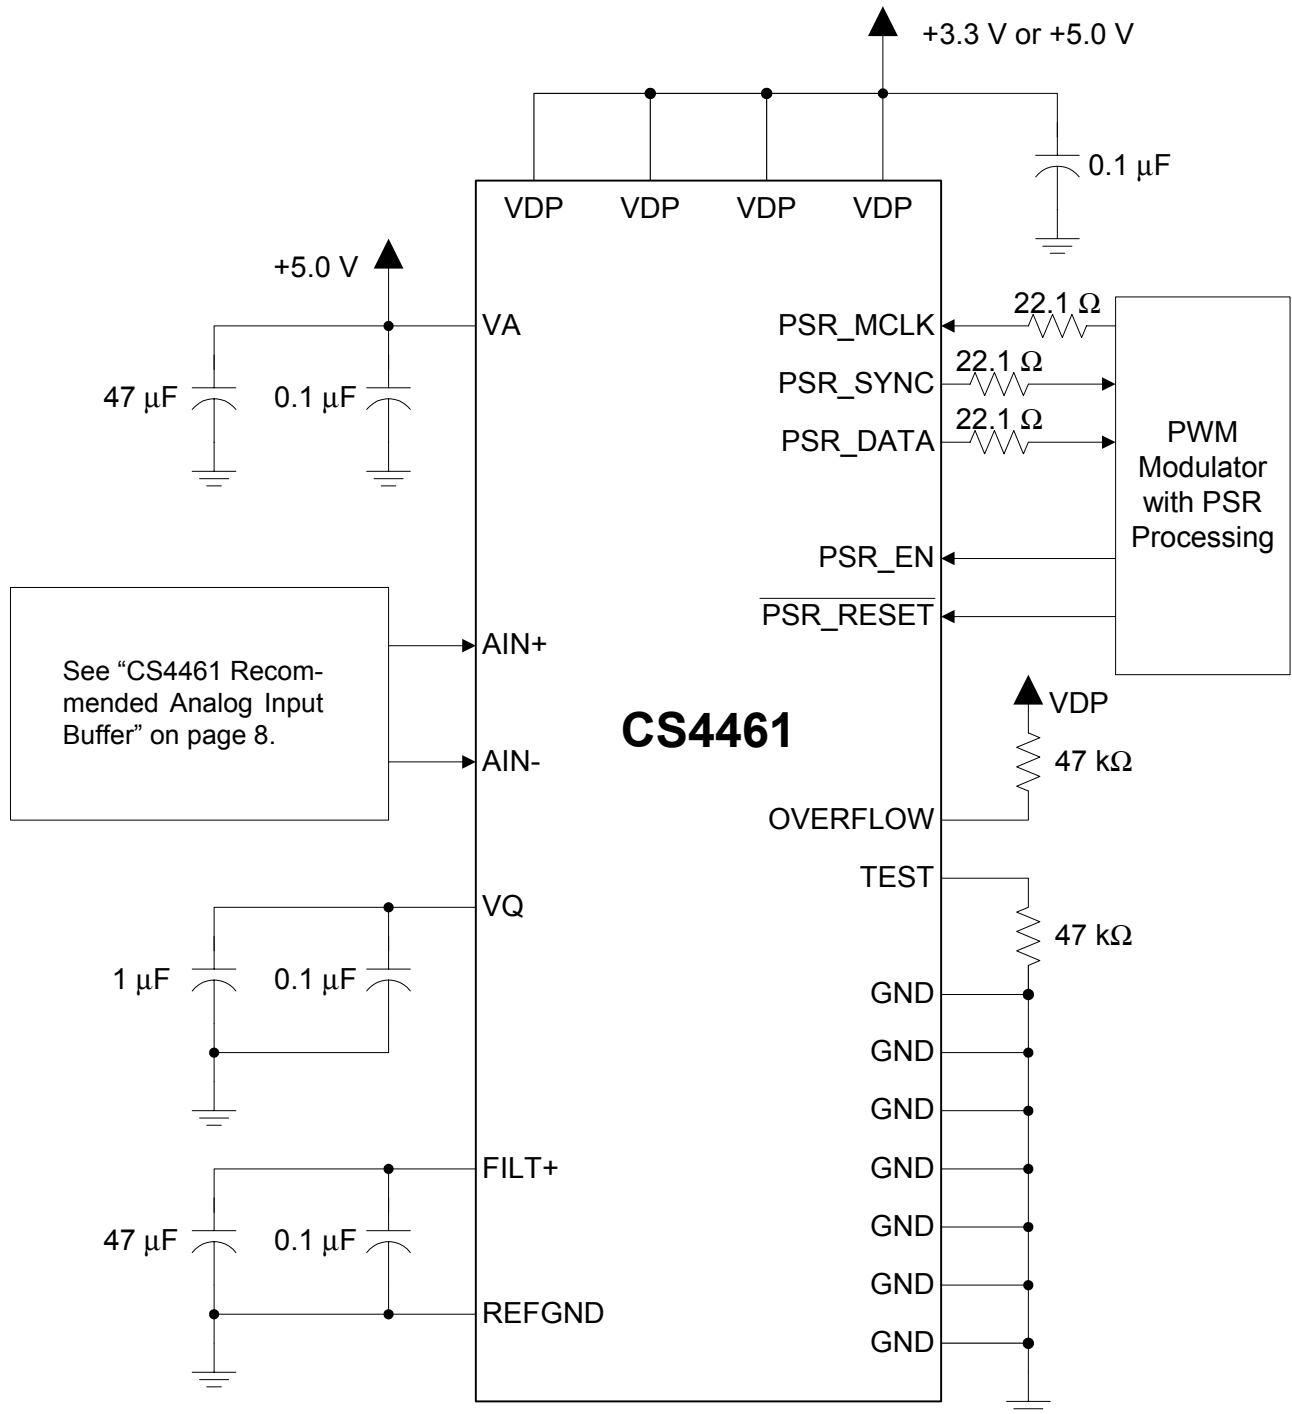 +3.3 V or +5.0 V
0.1 µF
VDP VDP VDP VDP
+5.0 V
VA
47 µF
0.1 µF
PSR_MCLK
22.1 Ω
PSR_SYNC
22.1 Ω
PSR_DATA
22.1 Ω
PSR_EN
PSR_RESET
PWM
Modulator
with PSR
Processing
See “CS4461 Recom-
mended Analog Input
Buffer” on page 8.
AIN+
AIN-
CS4461
VDP
47 kΩ
OVERFLOW
TEST
47 kΩ
VQ
1 µF
0.1 µF
GND
GND
GND
GND
GND
GND
GND
FILT+
47 µF
0.1 µF
REFGND